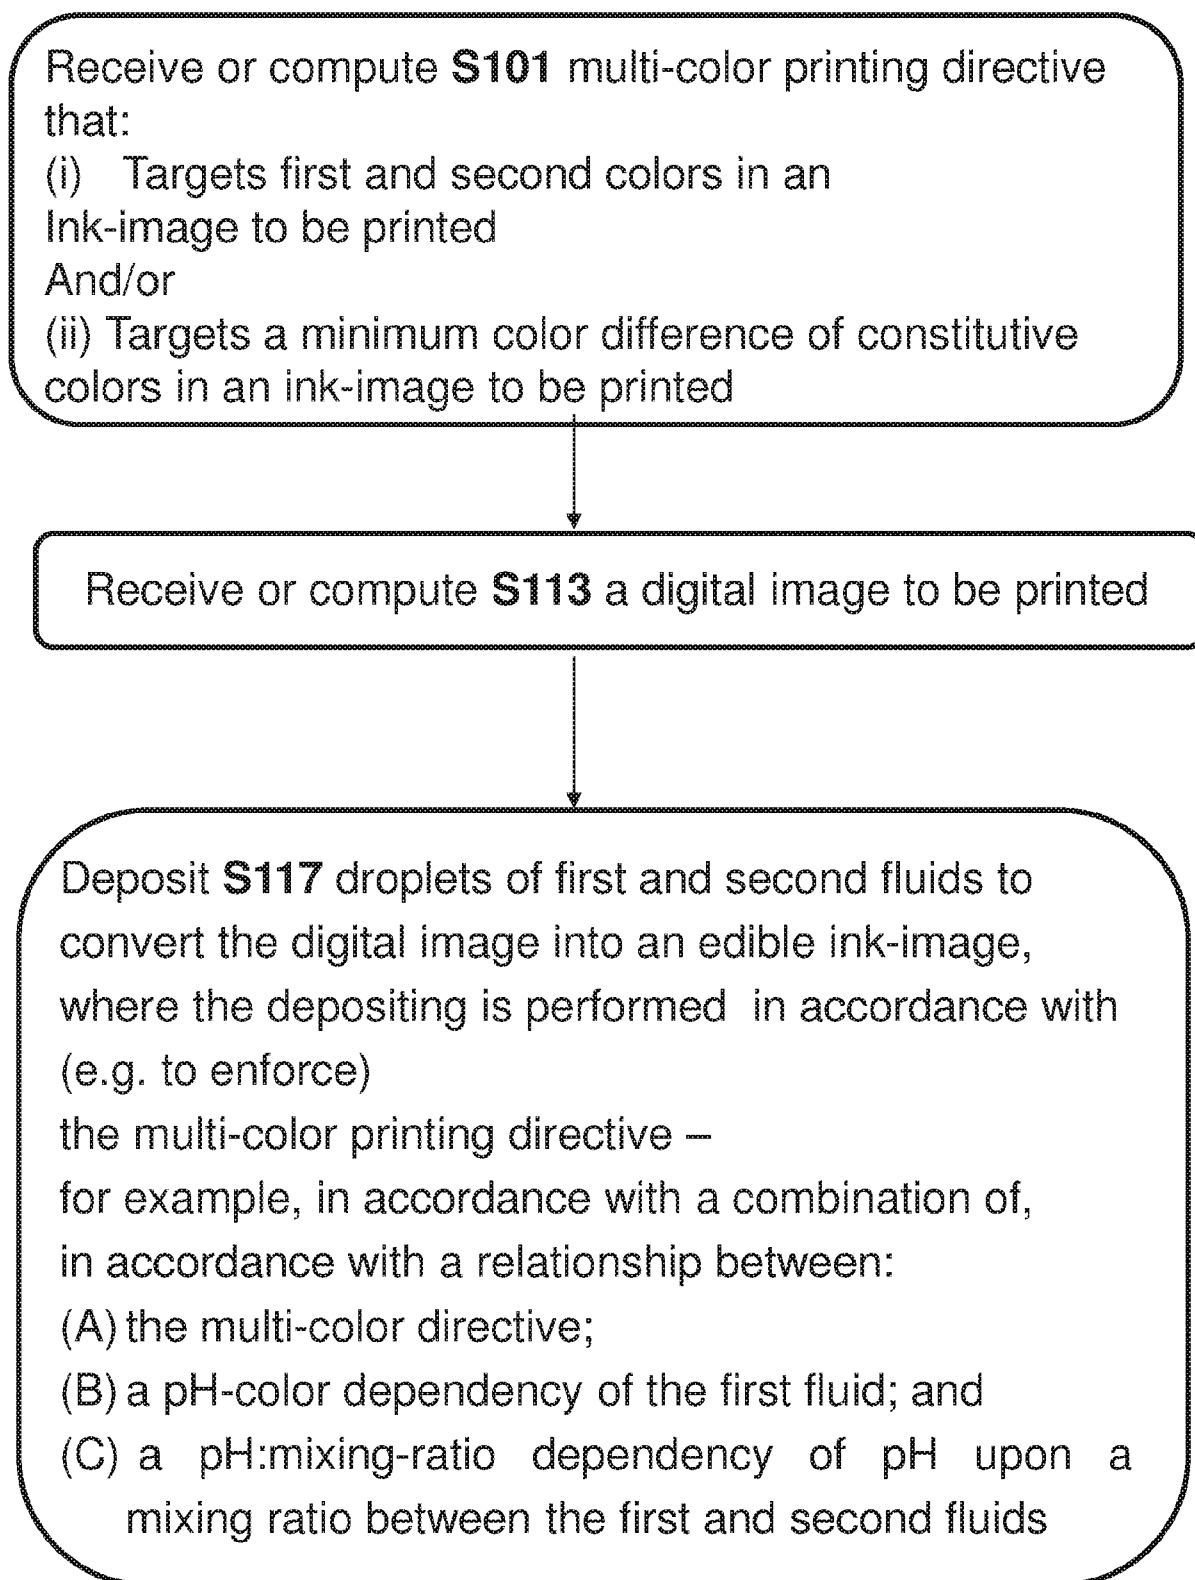 Receive or compute S101 multi-color printing directive
that:
(i) Targets first and second colors in an
Ink-image to be printed
And/or
(ii) Targets a minimum color difference of constitutive
colors in an ink-image to be printed
Receive or compute S113 a digital image to be printed
Deposit S117 droplets of first and second fluids to
convert the digital image into an edible ink-image,
where the depositing is performed in accordance with
(e.g. to enforce)
the multi-color printing directive –
for example, in accordance with a combination of,
in accordance with a relationship between:
(A) the multi-color directive;
(B) a pH-color dependency of the first fluid; and
(C) a pH:mixing-ratio dependency of pH upon a
mixing ratio between the first and second fluids